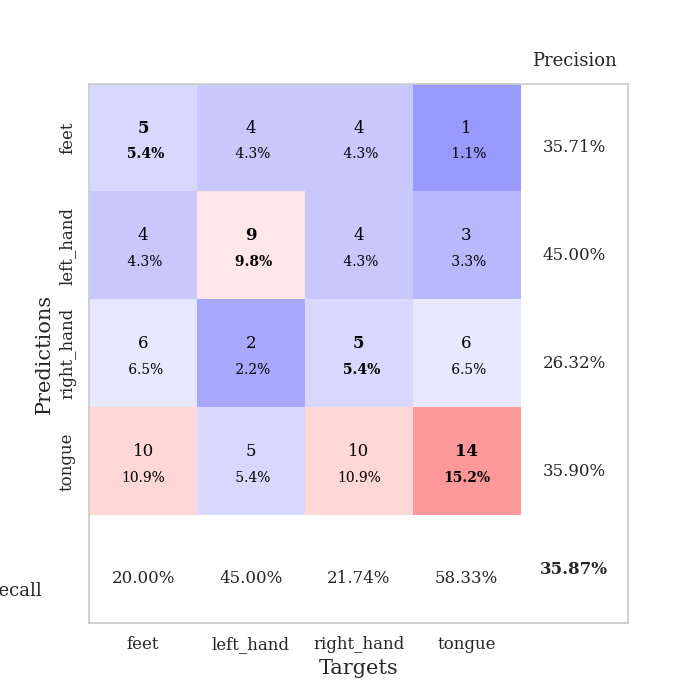 Precision
feet
5 4 4 1
5.4% 4.3% 4.3% 1.1%
35.71%
left_hand
4 9 4 3
4.3% 9.8% 4.3% 3.3%
45.00%
Predictions
right_hand
6 2 5 6
6.5% 2.2% 5.4% 6.5%
26.32%
tongue
10 5 10 14
10.9% 5.4% 10.9% 15.2%
35.90%
ecall
20.00% 45.00% 21.74% 58.33%
35.87%
feet left_hand right_hand tongue
Targets